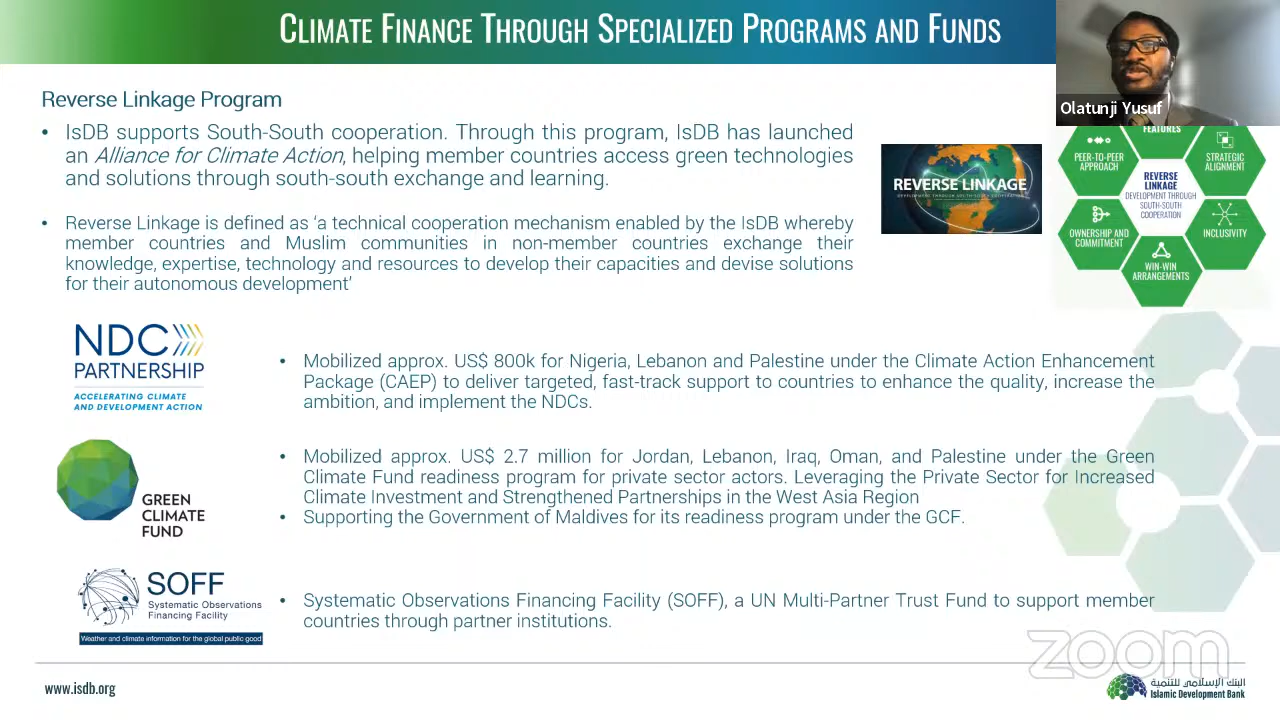 CLIMATE FINANCE THROUGH SPECIALIZED PROGRAMS AND FUNDS
Olatunji Yusuf
Reverse Linkage Program
• IsDB supports South-South cooperation. Through this program, IsDB has launched
an Alliance for Climate Action, helping member countries access green technologies
and solutions through south-south exchange and learning.
• Reverse Linkage is defined as ‘a technical cooperation mechanism enabled by the IsDB whereby
member countries and Muslim communities in non-member countries exchange their
knowledge, expertise, technology and resources to develop their capacities and devise solutions
for their autonomous development’
REVERSE LINKAGE
DEVELOPMENT THROUGH SOUTH-SOUTH COOPERATION
FEATURES
PEER-TO-PEER
APPROACH
STRATEGIC
ALIGNMENT
REVERSE
LINKAGE
DEVELOPMENT THROUGH
SOUTH-SOUTH
COOPERATION
OWNERSHIP AND
COMMITMENT
INCLUSIVITY
WIN-WIN
ARRANGEMENTS
NDC
PARTNERSHIP
ACCELERATING CLIMATE
AND DEVELOPMENT ACTION
• Mobilized approx. US$ 800k for Nigeria, Lebanon and Palestine under the Climate Action Enhancement
Package (CAEP) to deliver targeted, fast-track support to countries to enhance the quality, increase the
ambition, and implement the NDCs.
GREEN
CLIMATE
FUND
• Mobilized approx. US$ 2.7 million for Jordan, Lebanon, Iraq, Oman, and Palestine under the Green
Climate Fund readiness program for private sector actors. Leveraging the Private Sector for Increased
Climate Investment and Strengthened Partnerships in the West Asia Region
• Supporting the Government of Maldives for its readiness program under the GCF.
SOFF
Systematic Observations
Financing Facility
Weather and climate information for the global public good
• Systematic Observations Financing Facility (SOFF), a UN Multi-Partner Trust Fund to support member
countries through partner institutions.
zoom
www.isdb.org
البنك الإسلامي للتنمية
Islamic Development Bank